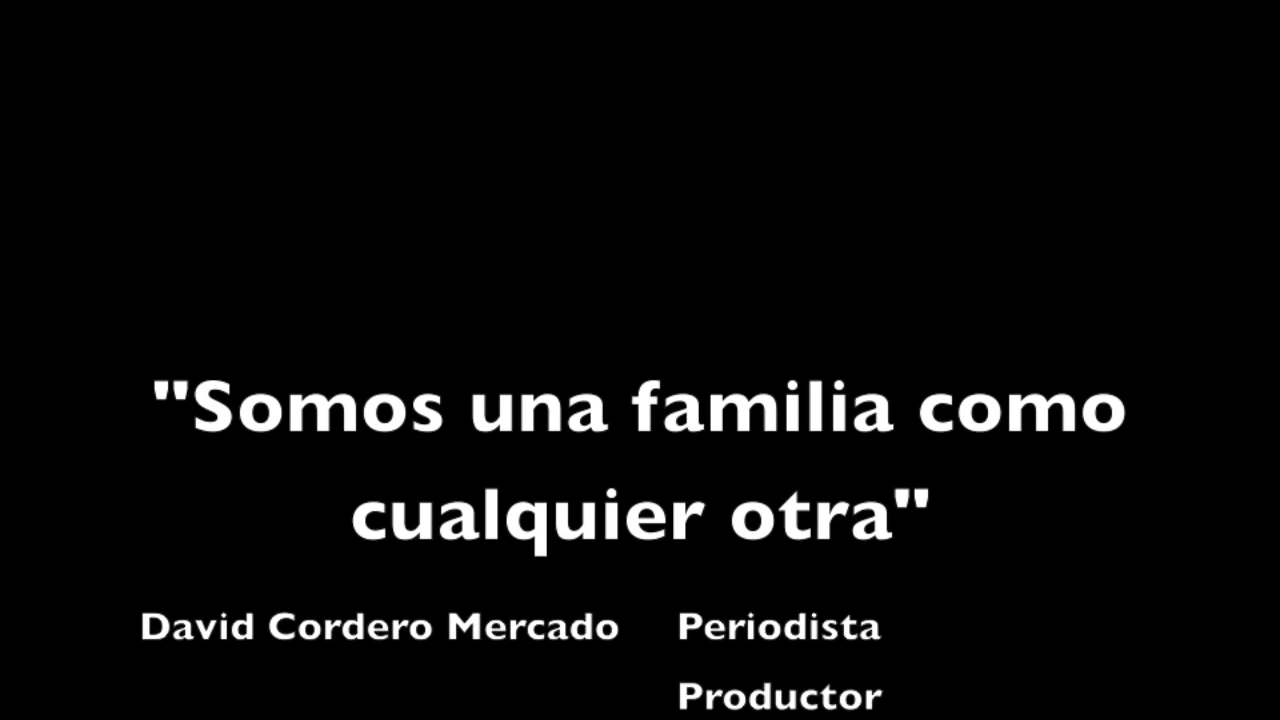 "Somos una familia como
cualquier otra"
David Cordero Mercado Periodista
Productor